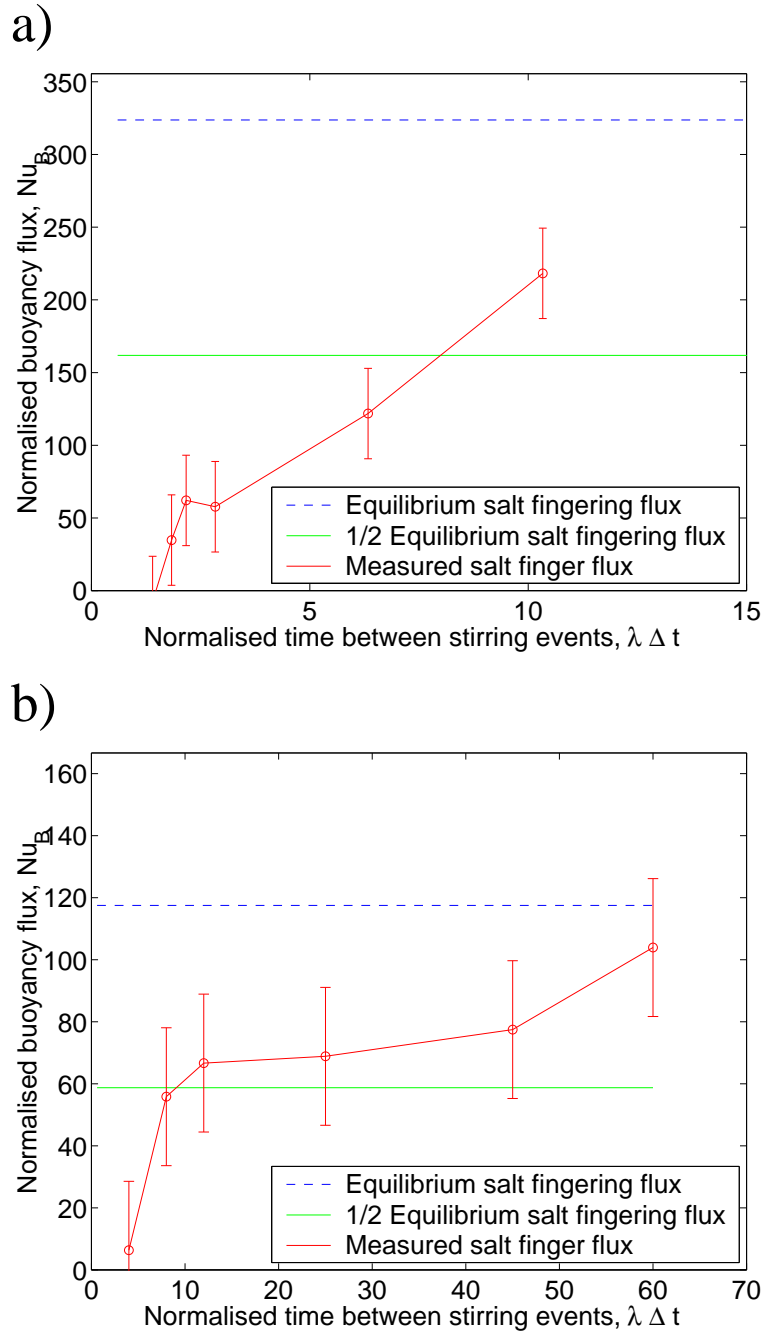 a)
350
300
250
200
150
100
50
0
Normalised buoyancy flux, Nu_B
Equilibrium salt fingering flux
1/2 Equilibrium salt fingering flux
Measured salt finger flux
0 5 10 15
Normalised time between stirring events, λ Δ t
b)
160
140
120
100
80
60
40
20
0
Normalised buoyancy flux, Nu_B
Equilibrium salt fingering flux
1/2 Equilibrium salt fingering flux
Measured salt finger flux
0 10 20 30 40 50 60 70
Normalised time between stirring events, λ Δ t